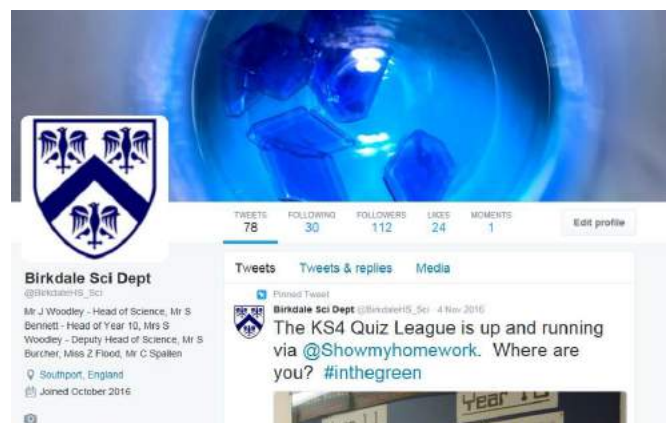 TWEETS FOLLOWING FOLLOWERS LIKES MOMENTS
78 30 112 24 1
Edit profile
Birkdale Sci Dept
@BirkdaleHS_Sci
Mr J Woodley - Head of Science, Mr S
Bennett - Head of Year 10, Mrs S
Woodley - Deputy Head of Science, Mr S
Burcher, Miss Z Flood, Mr C Spallen
Southport, England
Joined October 2016
Tweets Tweets & replies Media
Pinned Tweet
Birkdale Sci Dept @BirkdaleHS_Sci · 4 Nov 2016
The KS4 Quiz League is up and running
via @Showmyhomework. Where are
you? #inthegreen
Year 10